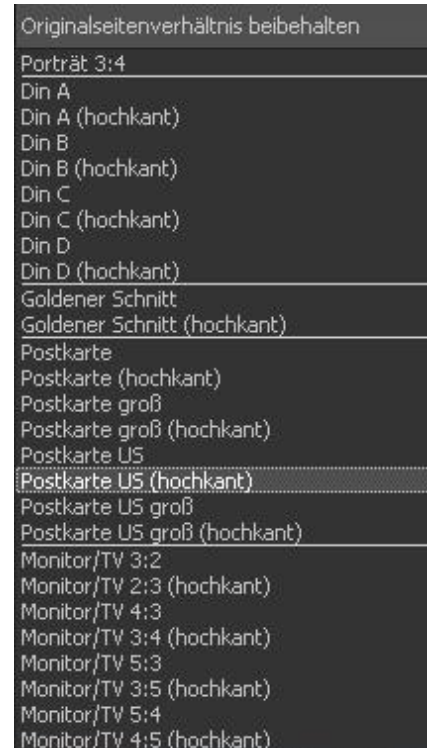 Originalseitenverhältnis beibehalten
Porträt 3:4
Din A
Din A (hochkant)
Din B
Din B (hochkant)
Din C
Din C (hochkant)
Din D
Din D (hochkant)
Goldener Schnitt
Goldener Schnitt (hochkant)
Postkarte
Postkarte (hochkant)
Postkarte groß
Postkarte groß (hochkant)
Postkarte US
Postkarte US (hochkant)
Postkarte US groß
Postkarte US groß (hochkant)
Monitor/TV 3:2
Monitor/TV 2:3 (hochkant)
Monitor/TV 4:3
Monitor/TV 3:4 (hochkant)
Monitor/TV 5:3
Monitor/TV 3:5 (hochkant)
Monitor/TV 5:4
Monitor/TV 4:5 (hochkant)